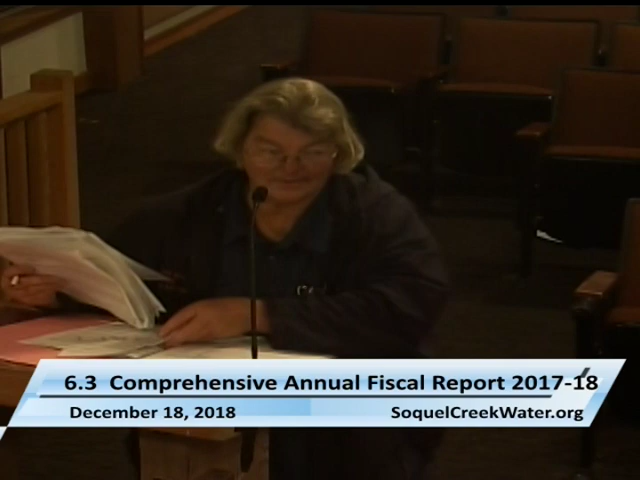 6.3 Comprehensive Annual Fiscal Report 2017-18
December 18, 2018 SoquelCreekWater.org